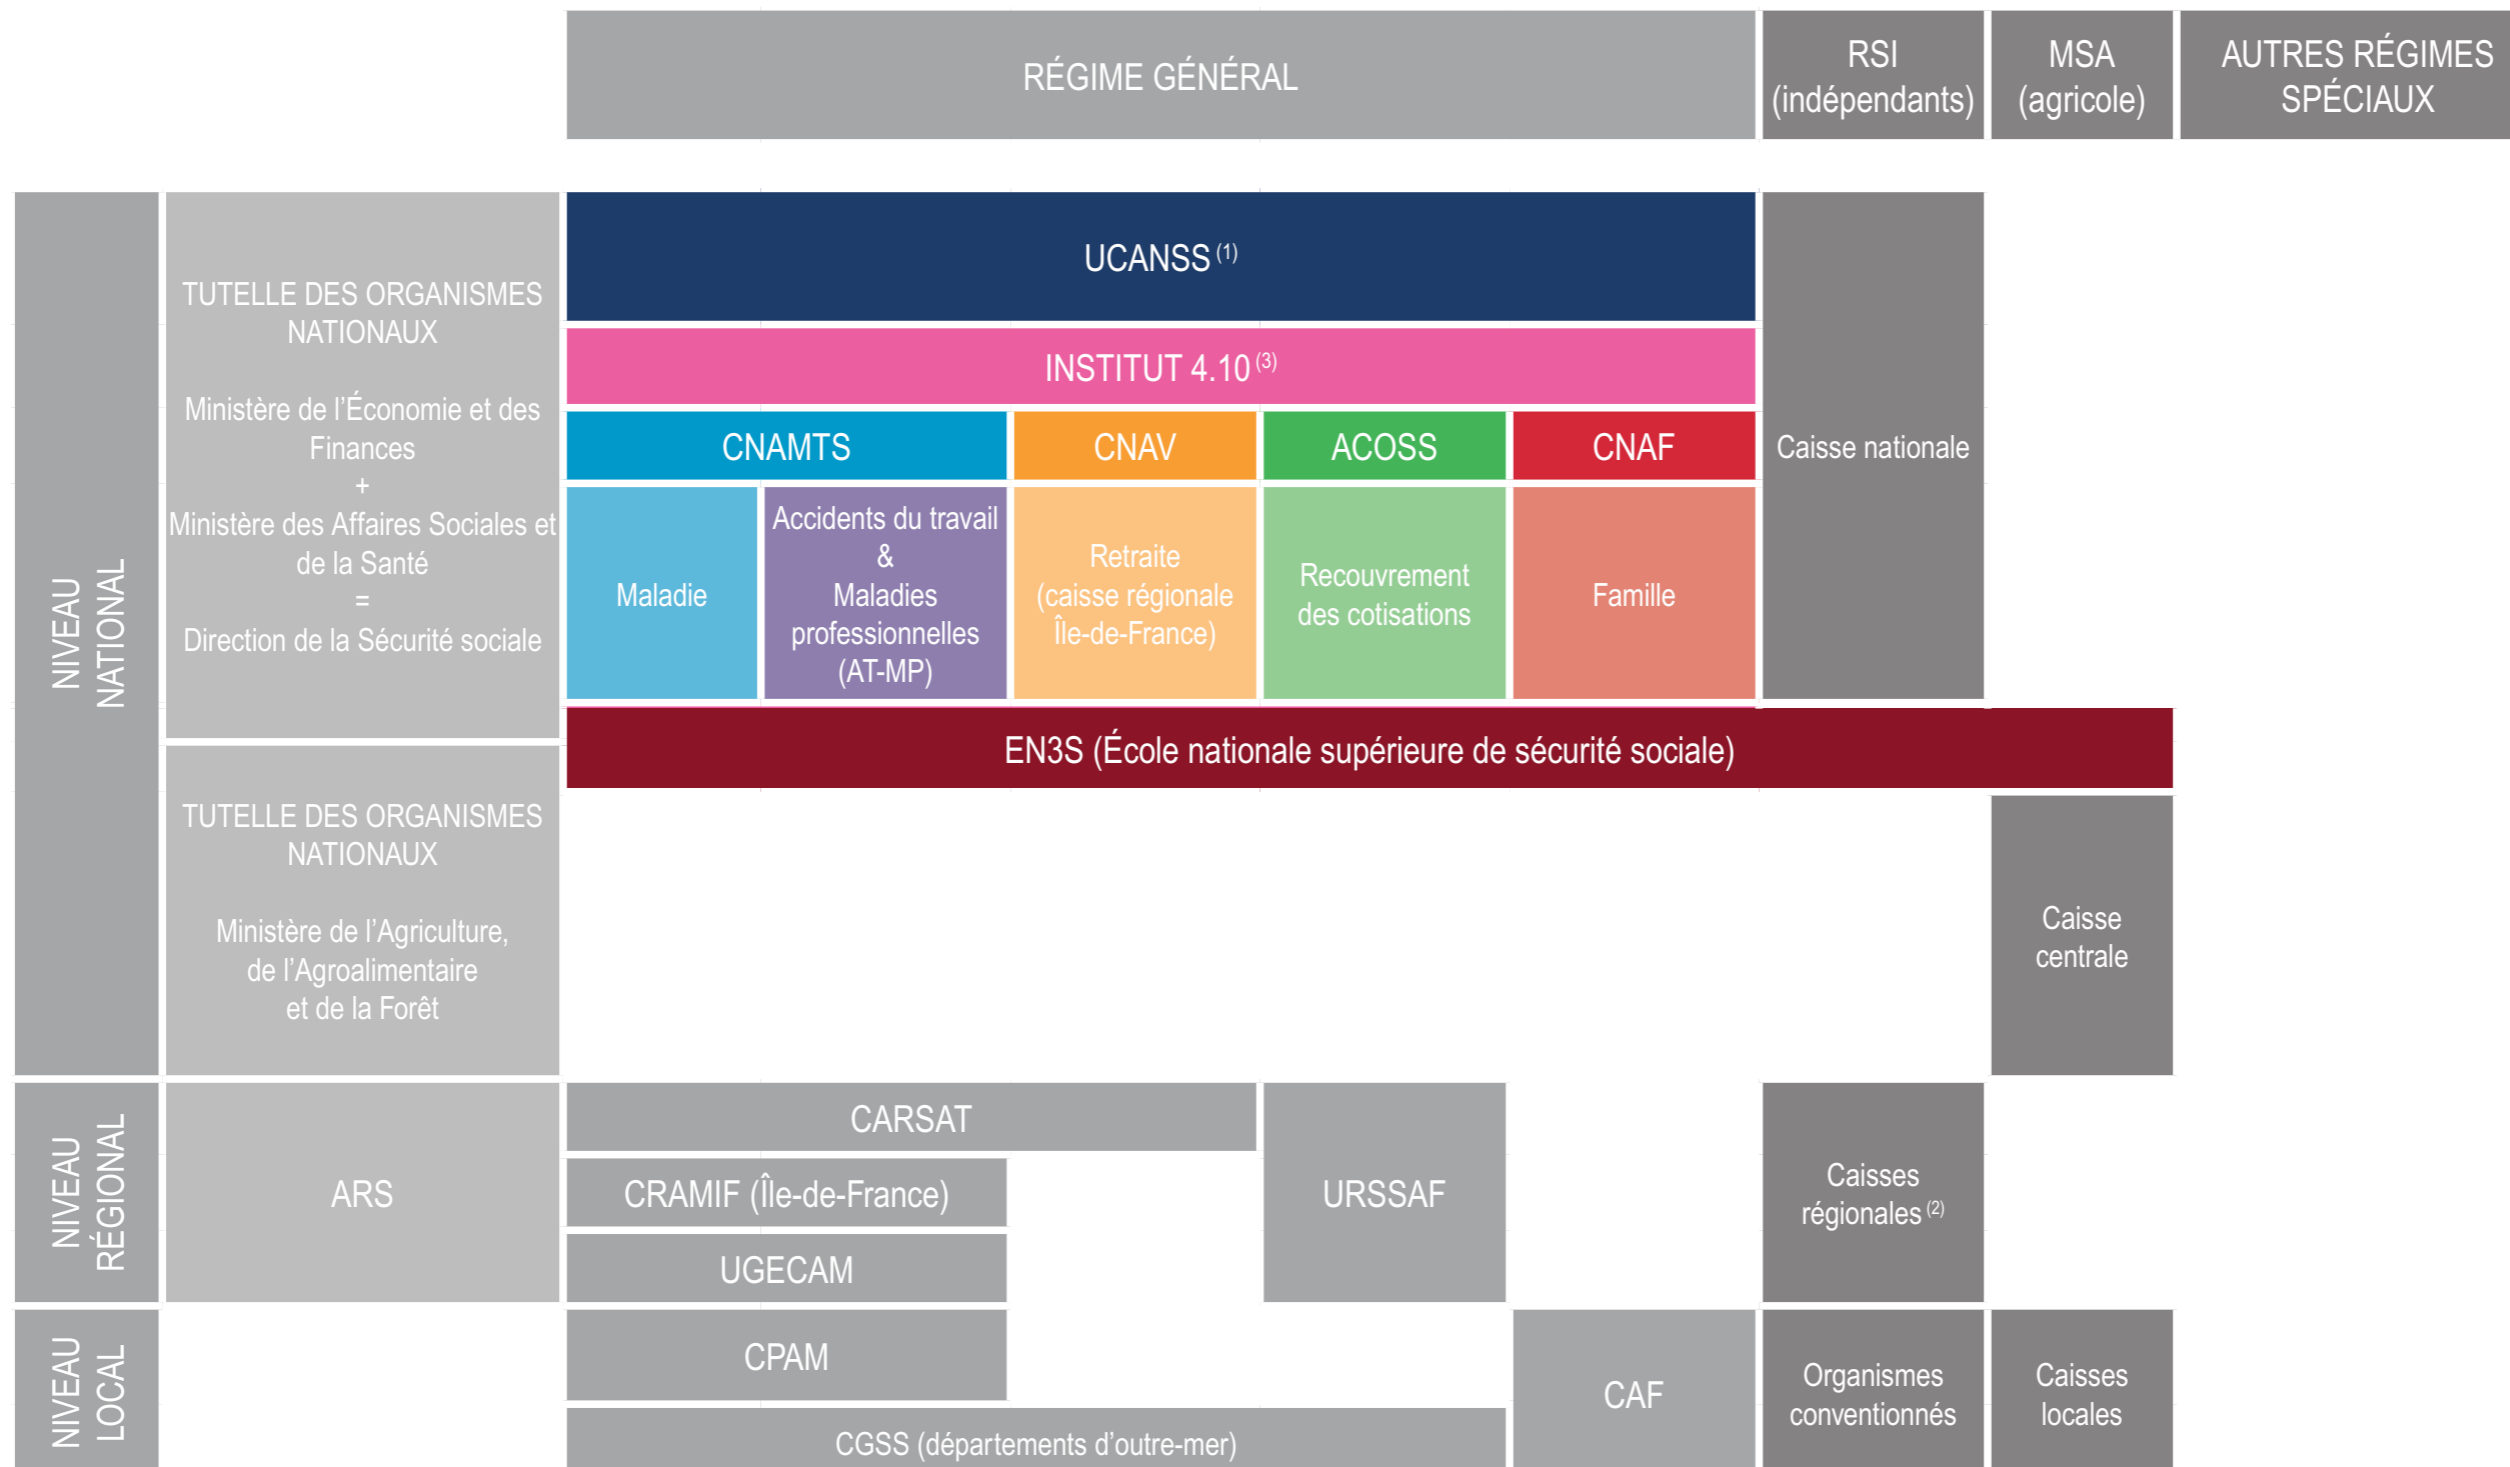 RÉGIME GÉNÉRAL
RSI
(indépendants)
MSA
(agricole)
AUTRES RÉGIMES
SPÉCIAUX
NIVEAU
NATIONAL
TUTELLE DES ORGANISMES
NATIONAUX
Ministère de l’Économie et des
Finances
+
Ministère des Affaires Sociales et
de la Santé
=
Direction de la Sécurité sociale
UCANSS (1)
INSTITUT 4.10 (3)
CNAMTS
CNAV
ACOSS
CNAF
Caisse nationale
Maladie
Accidents du travail
&
Maladies
professionnelles
(AT-MP)
Retraite
(caisse régionale
Île-de-France)
Recouvrement
des cotisations
Famille
EN3S (École nationale supérieure de sécurité sociale)
TUTELLE DES ORGANISMES
NATIONAUX
Ministère de l’Agriculture,
de l’Agroalimentaire
et de la Forêt
Caisse
centrale
NIVEAU
RÉGIONAL
ARS
CARSAT
CRAMIF (Île-de-France)
UGECAM
URSSAF
Caisses
régionales (2)
NIVEAU
LOCAL
CPAM
CGSS (départements d’outre-mer)
CAF
Organismes
conventionnés
Caisses
locales